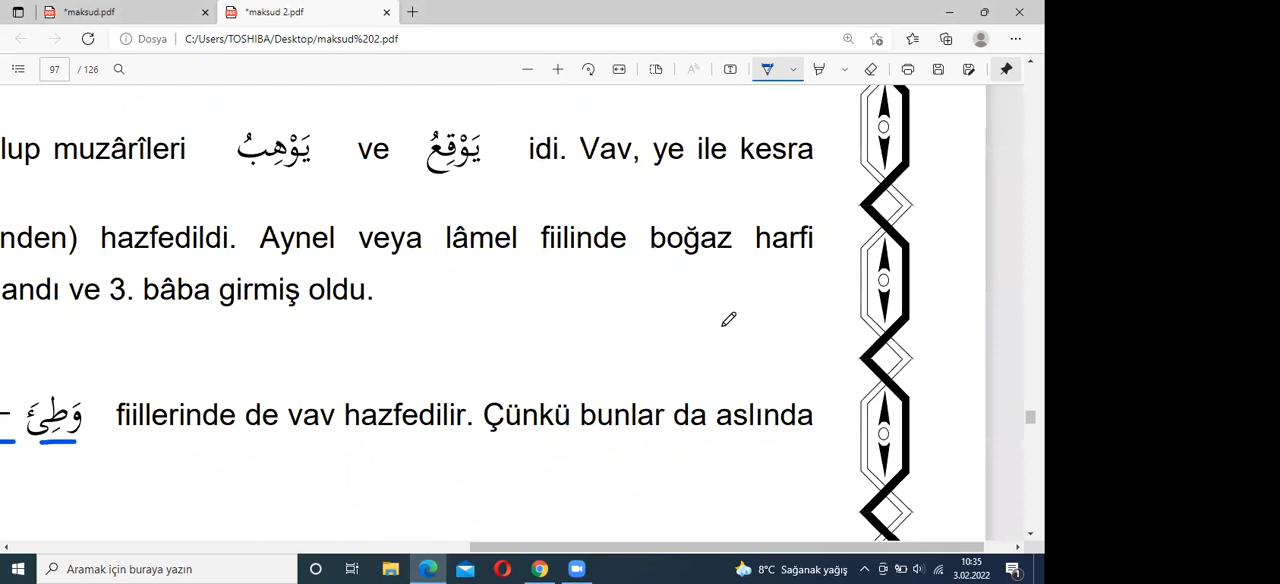 *maksud.pdf
*maksud 2.pdf
Dosya C:/Users/TOSHIBA/Desktop/maksud%202.pdf
97 / 126
lup muzârîleri يَوْهِبُ ve يَوْقِعُ idi. Vav, ye ile kesra
nden) hazfedildi. Aynel veya lâmel fiilinde boğaz harfi
andı ve 3. bâba girmiş oldu.
– وَطِئَ fiillerinde de vav hazfedilir. Çünkü bunlar da aslında
Aramak için buraya yazın
8°C Sağanak yağış
10:35
3.02.2022
1